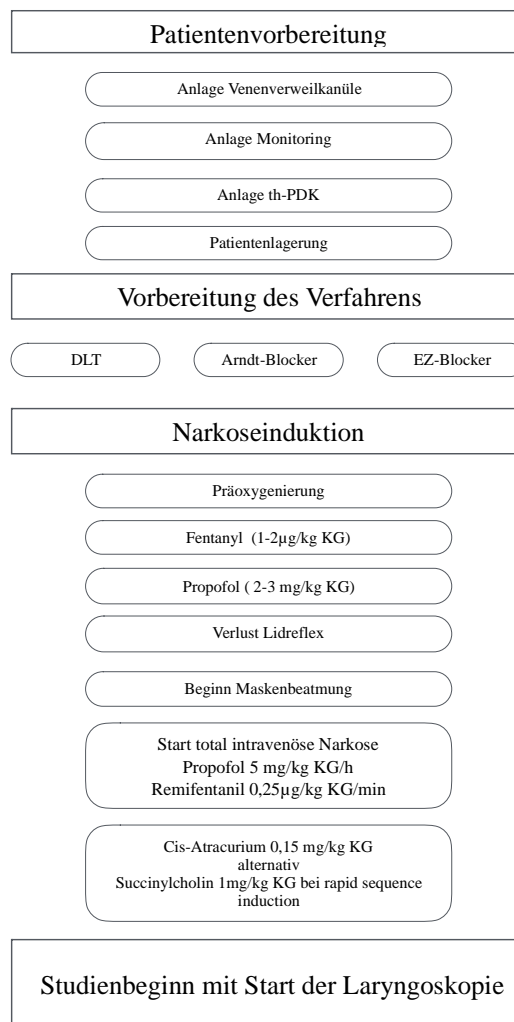 Patientenvorbereitung
Anlage Venenverweilkanüle
Anlage Monitoring
Anlage th-PDK
Patientenlagerung
Vorbereitung des Verfahrens
DLT
Arndt-Blocker
EZ-Blocker
Narkoseinduktion
Präoxygenierung
Fentanyl (1-2µg/kg KG)
Propofol ( 2-3 mg/kg KG)
Verlust Lidreflex
Beginn Maskenbeatmung
Start total intravenöse Narkose
Propofol 5 mg/kg KG/h
Remifentanil 0,25µg/kg KG/min
Cis-Atracurium 0,15 mg/kg KG
alternativ
Succinylcholin 1mg/kg KG bei rapid sequence
induction
Studienbeginn mit Start der Laryngoskopie